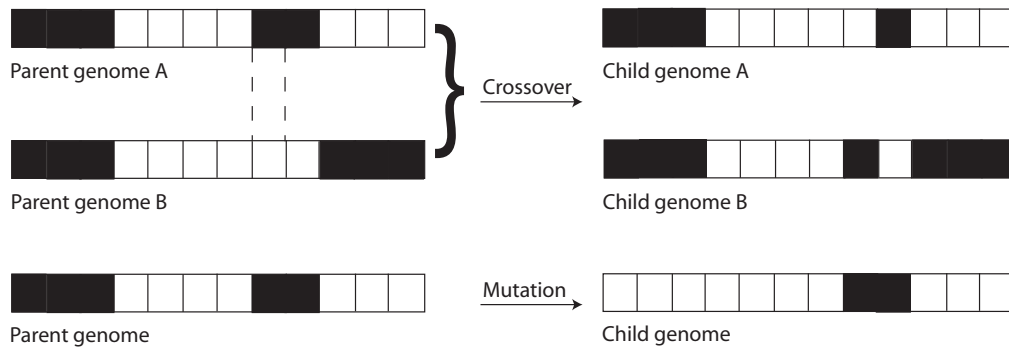 Parent genome A
Crossover
Child genome A
Parent genome B
Child genome B
Mutation
Parent genome
Child genome